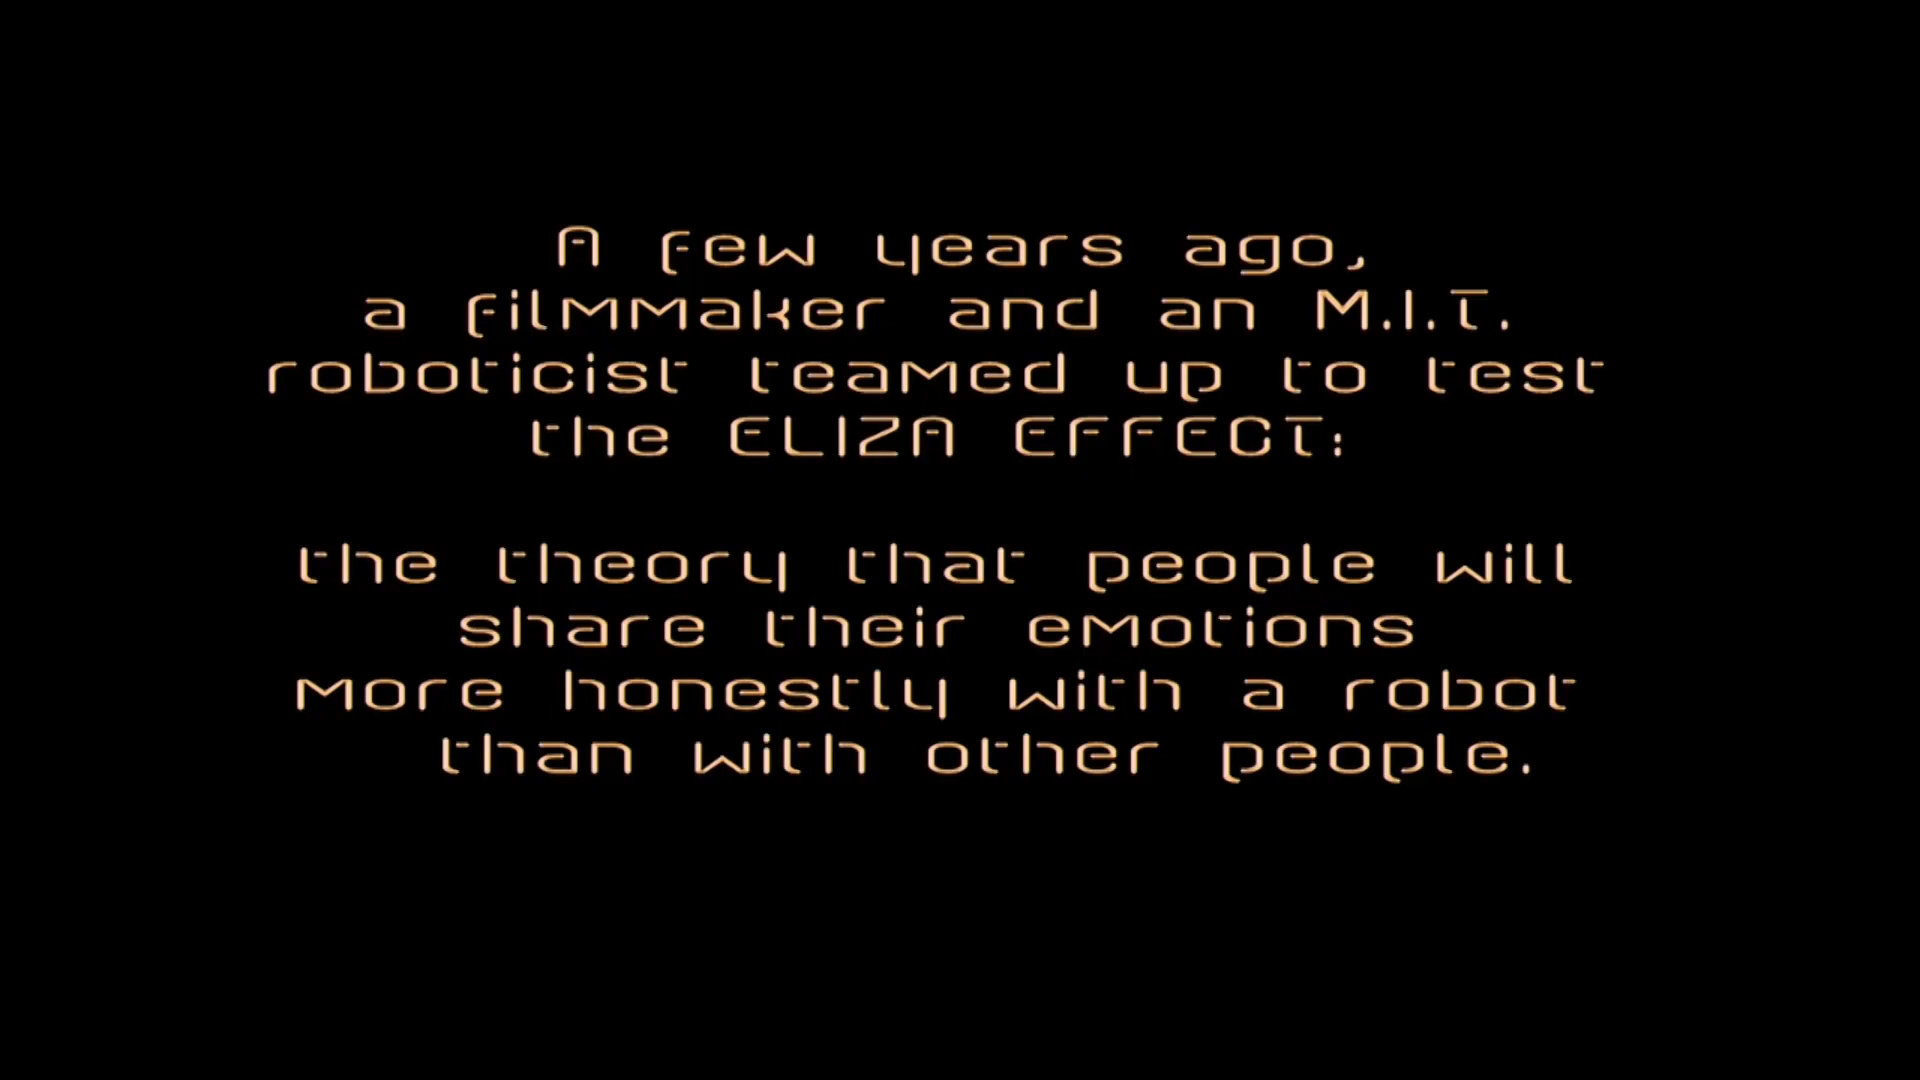 A few years ago,
a filmmaker and an M.I.T.
roboticist teamed up to test
the ELIZA EFFECT:
the theory that people will
share their emotions
more honestly with a robot
than with other people.